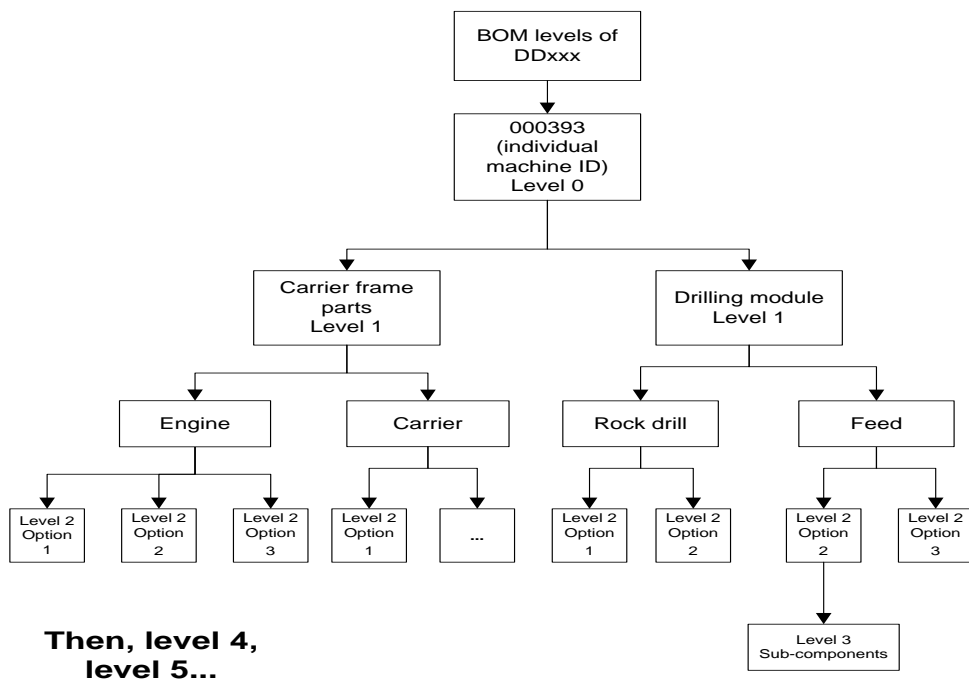 BOM levels of
DDxxx
000393
(individual
machine ID)
Level 0
Carrier frame
parts
Level 1
Drilling module
Level 1
Engine
Carrier
Rock drill
Feed
Level 2
Option
1
Level 2
Option
2
Level 2
Option
3
Level 2
Option
1
...
Level 2
Option
1
Level 2
Option
2
Level 2
Option
2
Level 2
Option
3
Level 3
Sub-components
Then, level 4,
level 5...